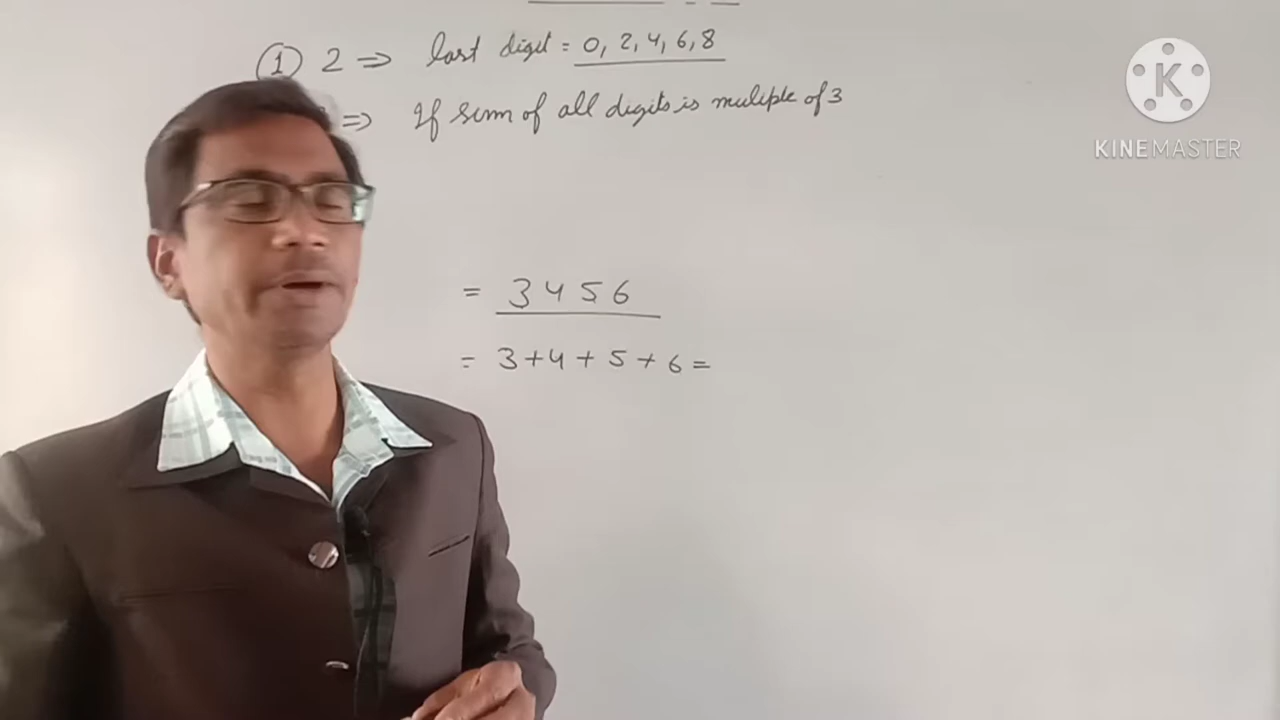 ① 2 ⇒ last digit = 0, 2, 4, 6, 8
⇒ If sum of all digits is muliple of 3
= 3456
= 3+4+5+6=
K
KINEMASTER